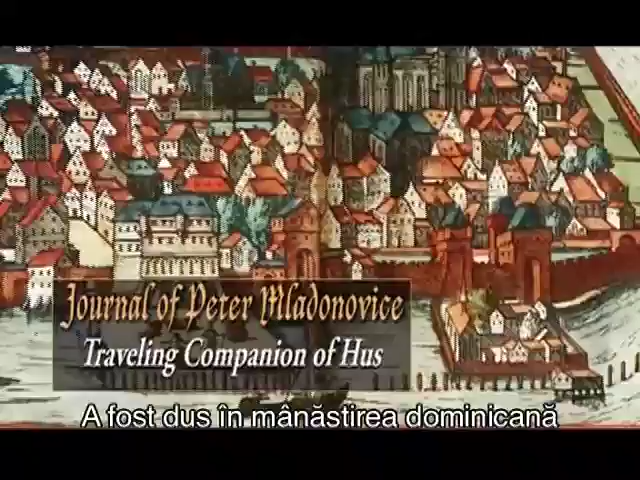 Journal of Peter Mladonovice
Traveling Companion of Hus
A fost dus în mânăstirea dominicană